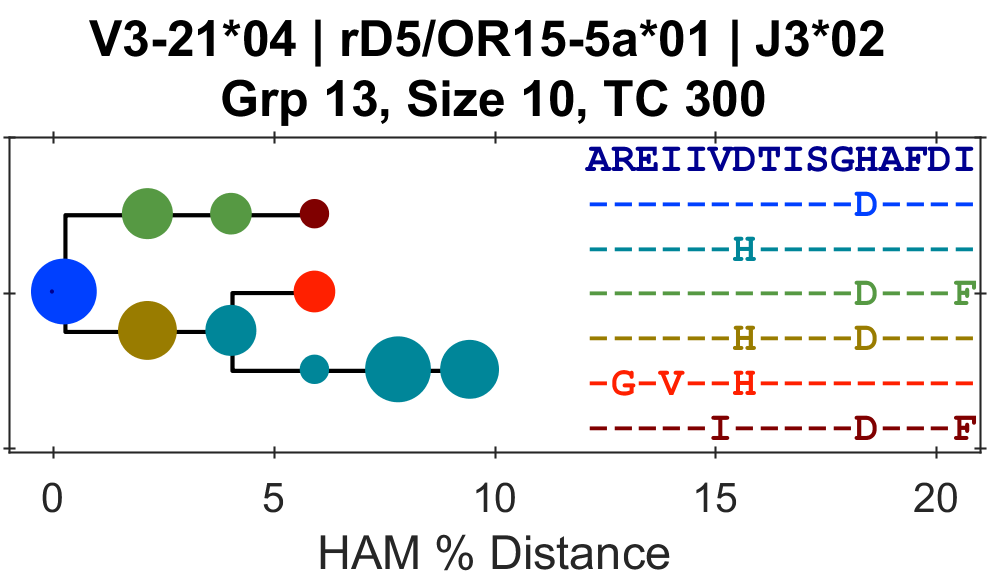 V3-21*04 | rD5/OR15-5a*01 | J3*02
Grp 13, Size 10, TC 300
AREIIVDTISGHAFDI
-----------D----
------H---------
-----------D---F
------H----D----
-G-V--H---------
-----I-----D---F
0 5 10 15 20
HAM % Distance